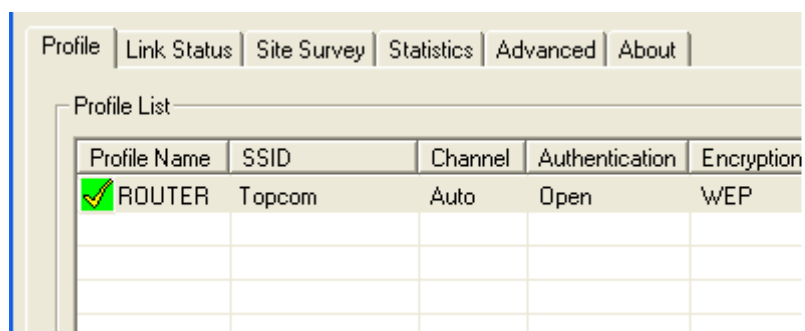 Profile Link Status Site Survey Statistics Advanced About
Profile List
Profile Name SSID Channel Authentication Encryption
ROUTER Topcom Auto Open WEP